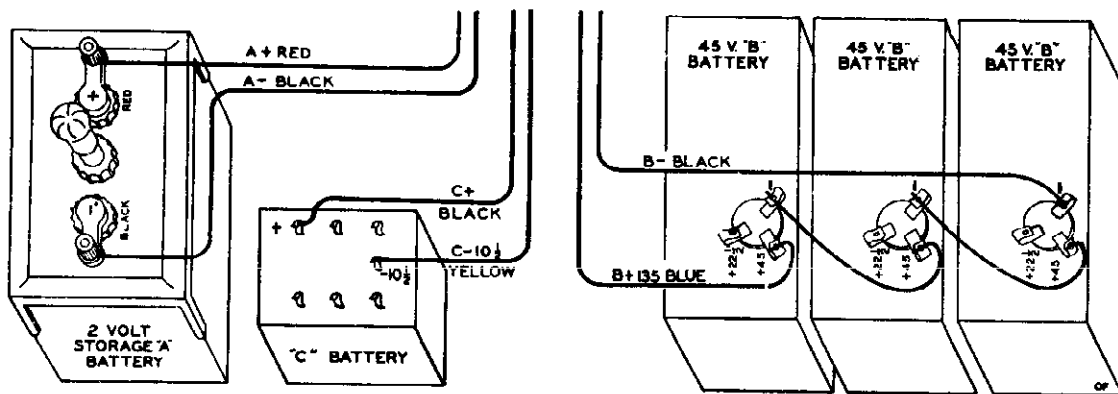 A+ RED
A- BLACK
+
RED
-
BLACK
2 VOLT
STORAGE "A"
BATTERY
C+
BLACK
C-10½
YELLOW
+
-10½
"C" BATTERY
45 V. "B"
BATTERY
45 V. "B"
BATTERY
45 V. "B"
BATTERY
B- BLACK
B+135 BLUE
-
+22½
+45
-
+22½
+45
-
+22½
+45
OF